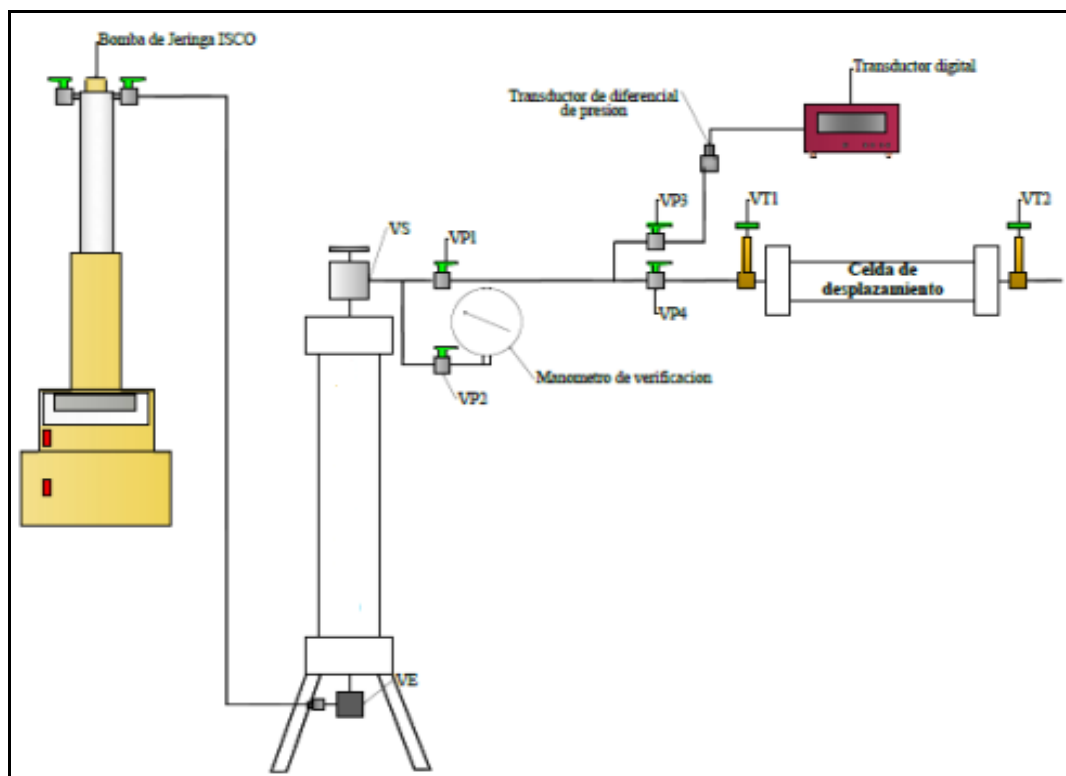 Bomba de Jeringa ISCO
Transductor digital
Transductor de diferencial
de presion
VP3
VT1
VT2
VS
VP1
Celda de
desplazamiento
VP4
Manometro de verificacion
VP2
VE